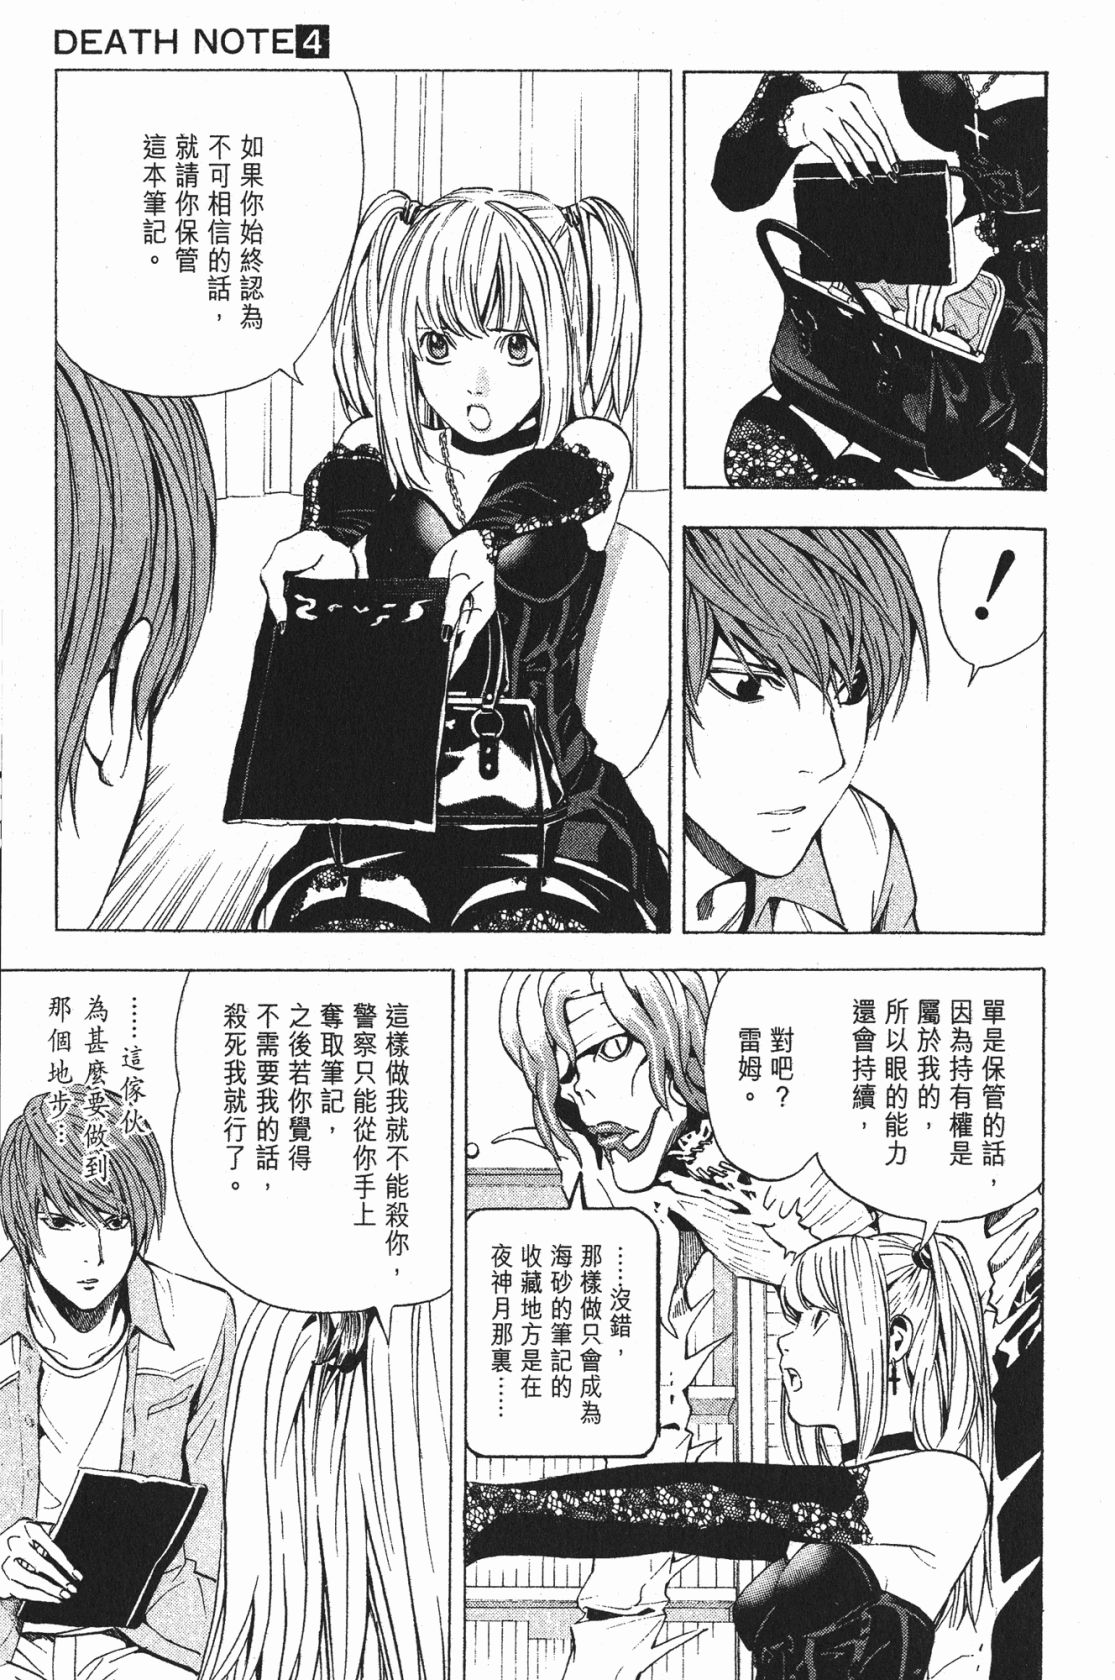 DEATH NOTE 4
！
如果你始終認為
不可相信的話，
就請你保管
這本筆記。
單是保管的話，
因為持有權是
屬於我的，
所以眼的能力
還會持續，
對吧？
雷姆。
……沒錯，
那樣做只會成為
海砂的筆記的
收藏地方是在
夜神月那裏……
這樣做我就不能殺你，
警察只能從你手上
奪取筆記，
之後若你覺得
不需要我的話，
殺死我就行了。
……這傢伙
為甚麼要做到
那個地步…